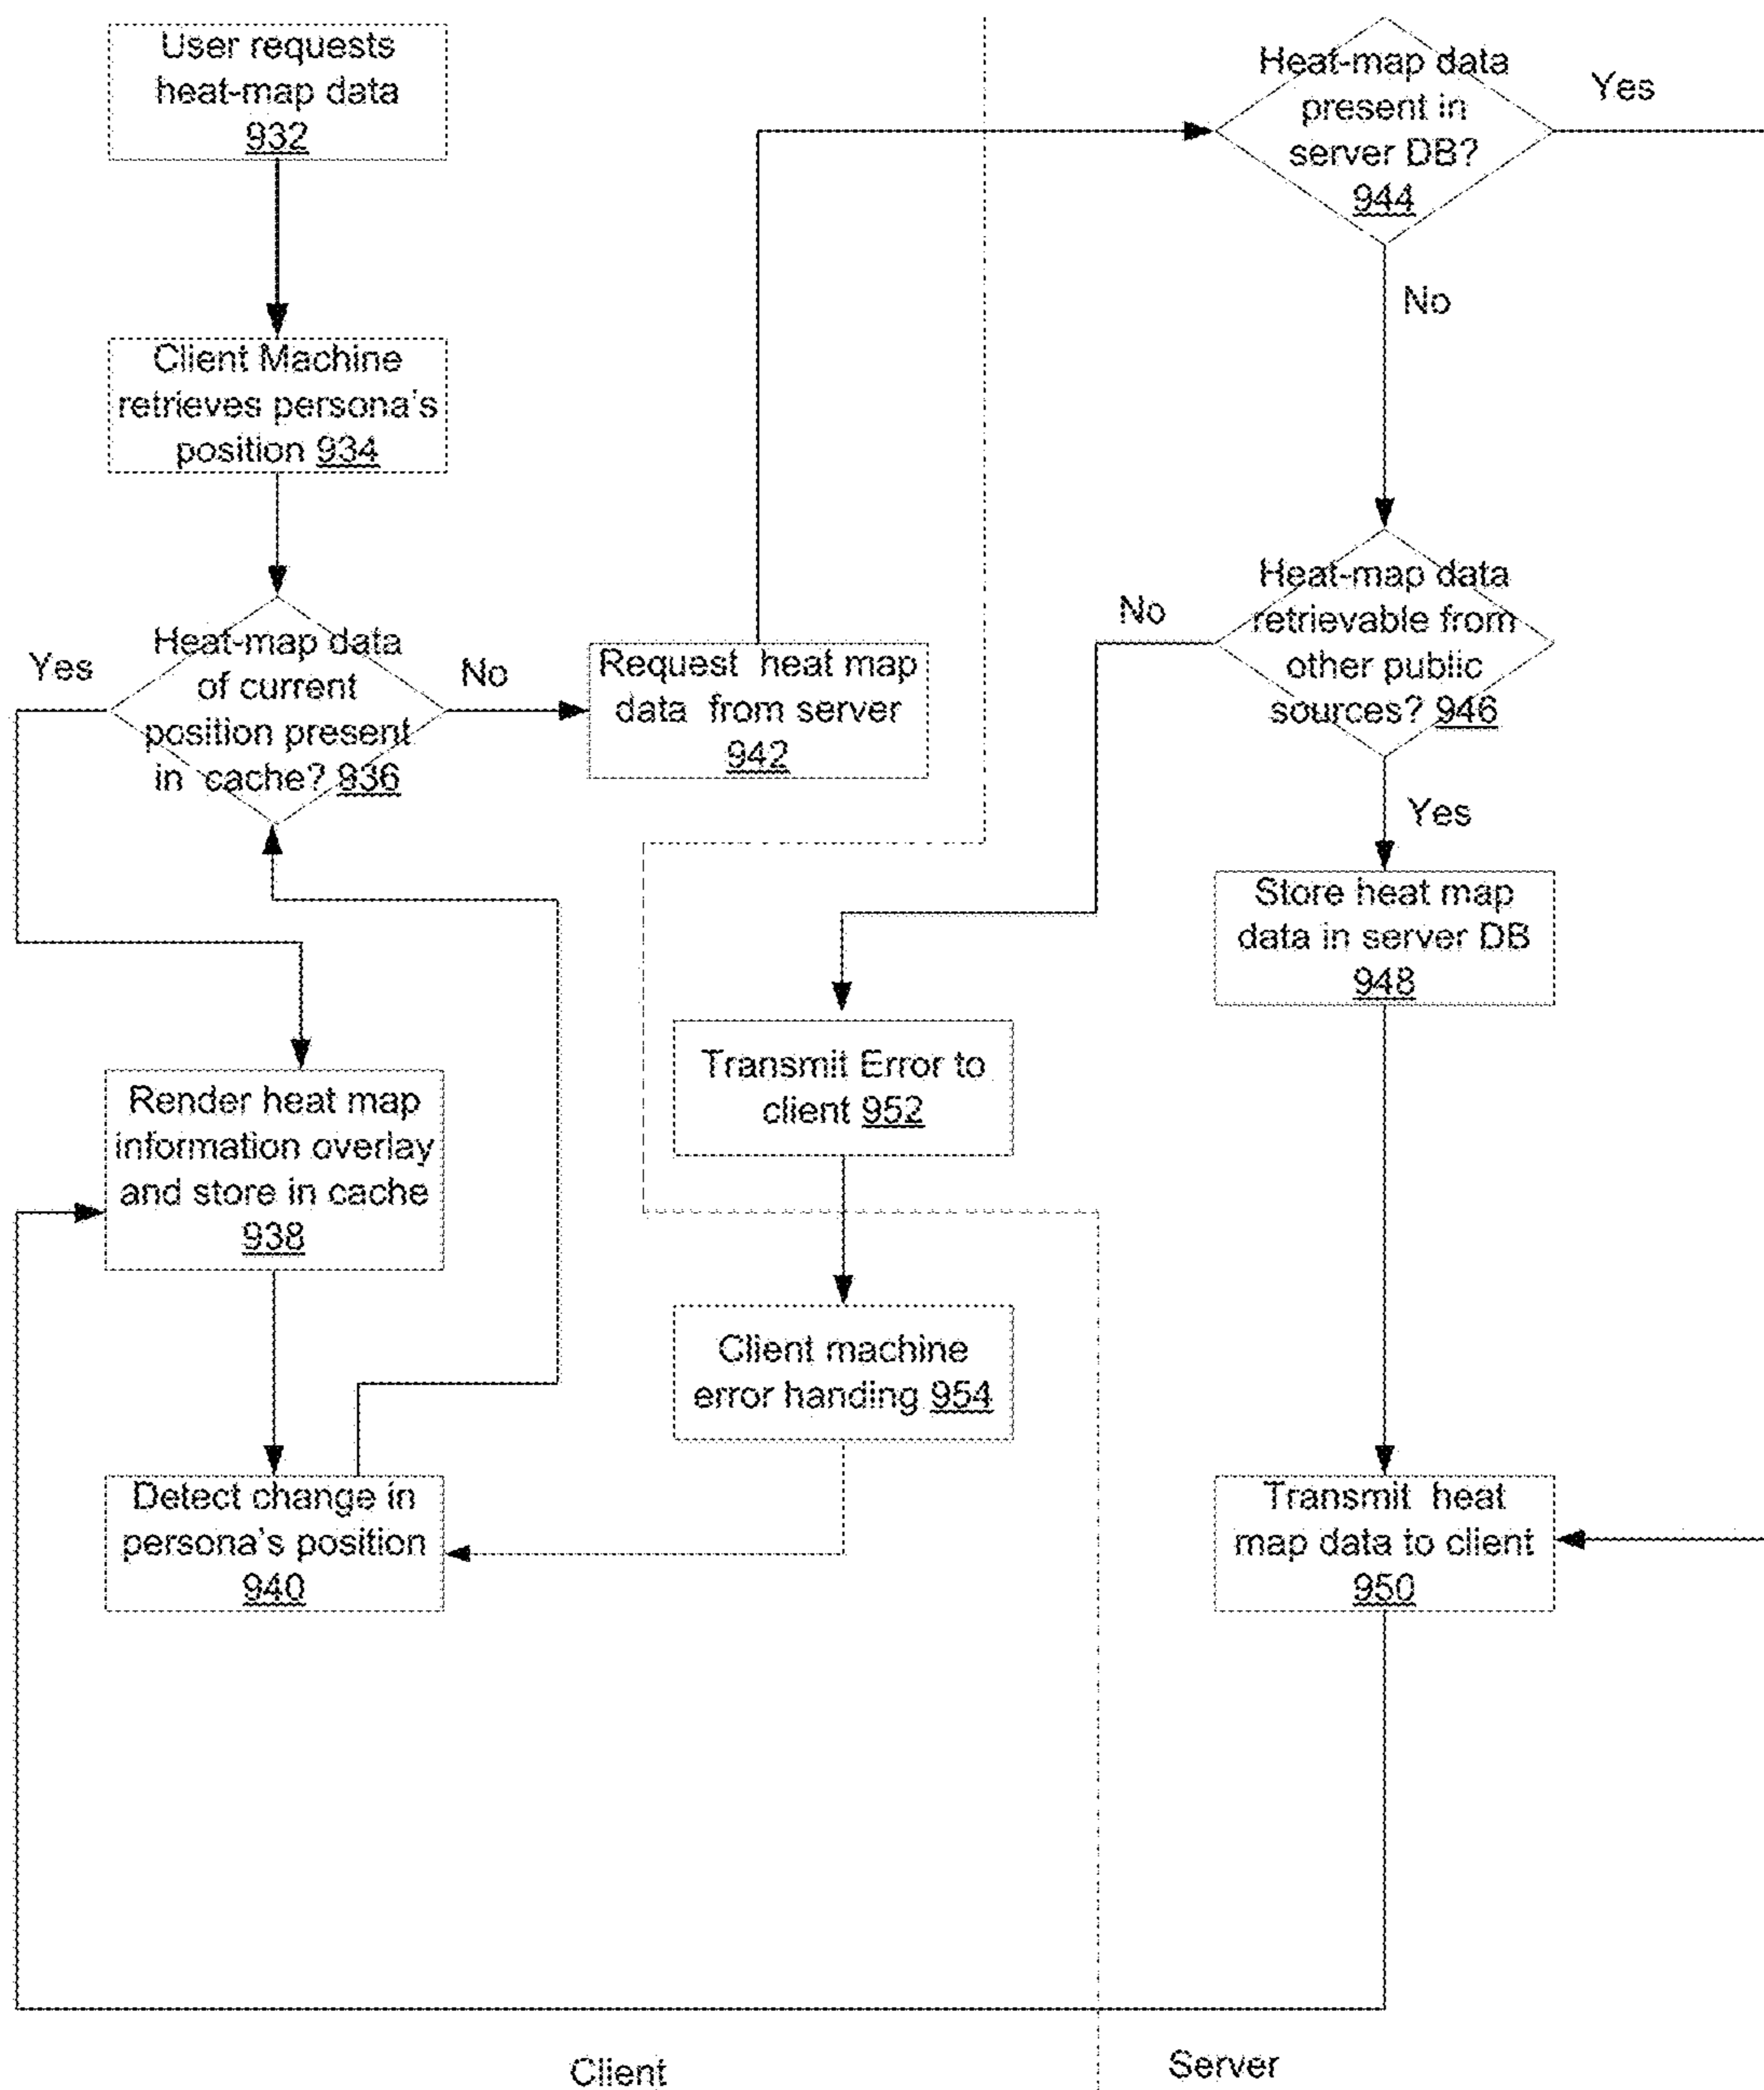 User requests
heat-map data
932
Client Machine
retrieves persona's
position 934
Heat-map data
of current
position present
in cache? 936
Yes
No
Request heat map
data from server
942
Heat-map data
present in
server DB?
944
Yes
No
Heat-map data
retrievable from
other public
sources? 946
No
Yes
Store heat map
data in server DB
948
Transmit Error to
client 952
Render heat map
information overlay
and store in cache
938
Client machine
error handing 954
Detect change in
persona's position
940
Transmit heat
map data to client
950
Client
Server